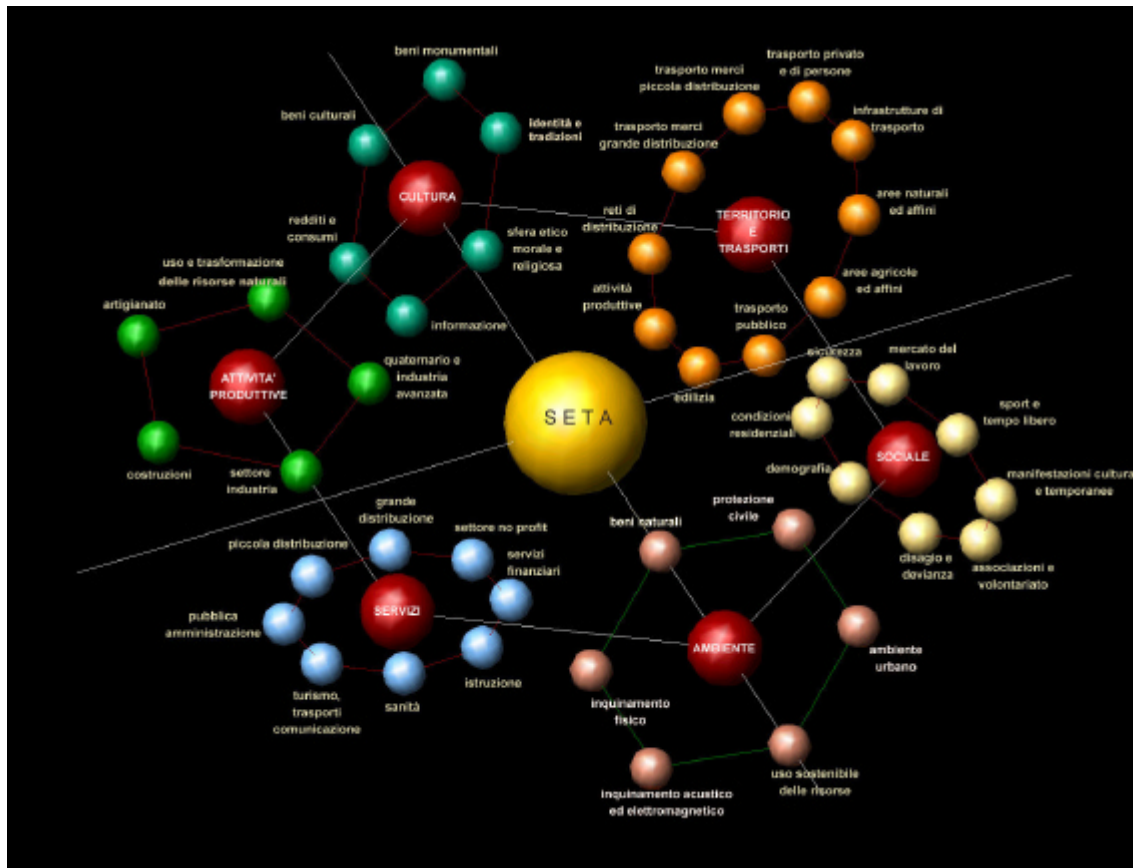 beni monumentali
beni culturali
identità e
tradizioni
CULTURA
redditi e
consumi
sfera etico
morale e
religiosa
informazione
trasporto privato
e di persone
trasporto merci
piccola distribuzione
infrastrutture di
trasporto
trasporto merci
grande distribuzione
aree naturali
ed affini
TERRITORIO
E
TRASPORTI
reti di
distribuzione
aree agricole
ed affini
attività
produttive
trasporto
pubblico
edilizia
uso e trasformazione
delle risorse naturali
artigianato
ATTIVITA'
PRODUTTIVE
quaternario e
industria
avanzata
costruzioni
settore
industria
SETA
sicurezza
mercato del
lavoro
sport e
tempo libero
condizioni
residenziali
SOCIALE
demografia
manifestazioni cultura
e temporanee
disagio e
devianza
associazioni e
volontariato
grande
distribuzione
settore no profit
piccola distribuzione
servizi
finanziari
SERVIZI
pubblica
amministrazione
istruzione
turismo,
trasporti
comunicazione
sanità
beni naturali
protezione
civile
AMBIENTE
ambiente
urbano
inquinamento
fisico
uso sostenibile
delle risorse
inquinamento acustico
ed elettromagnetico